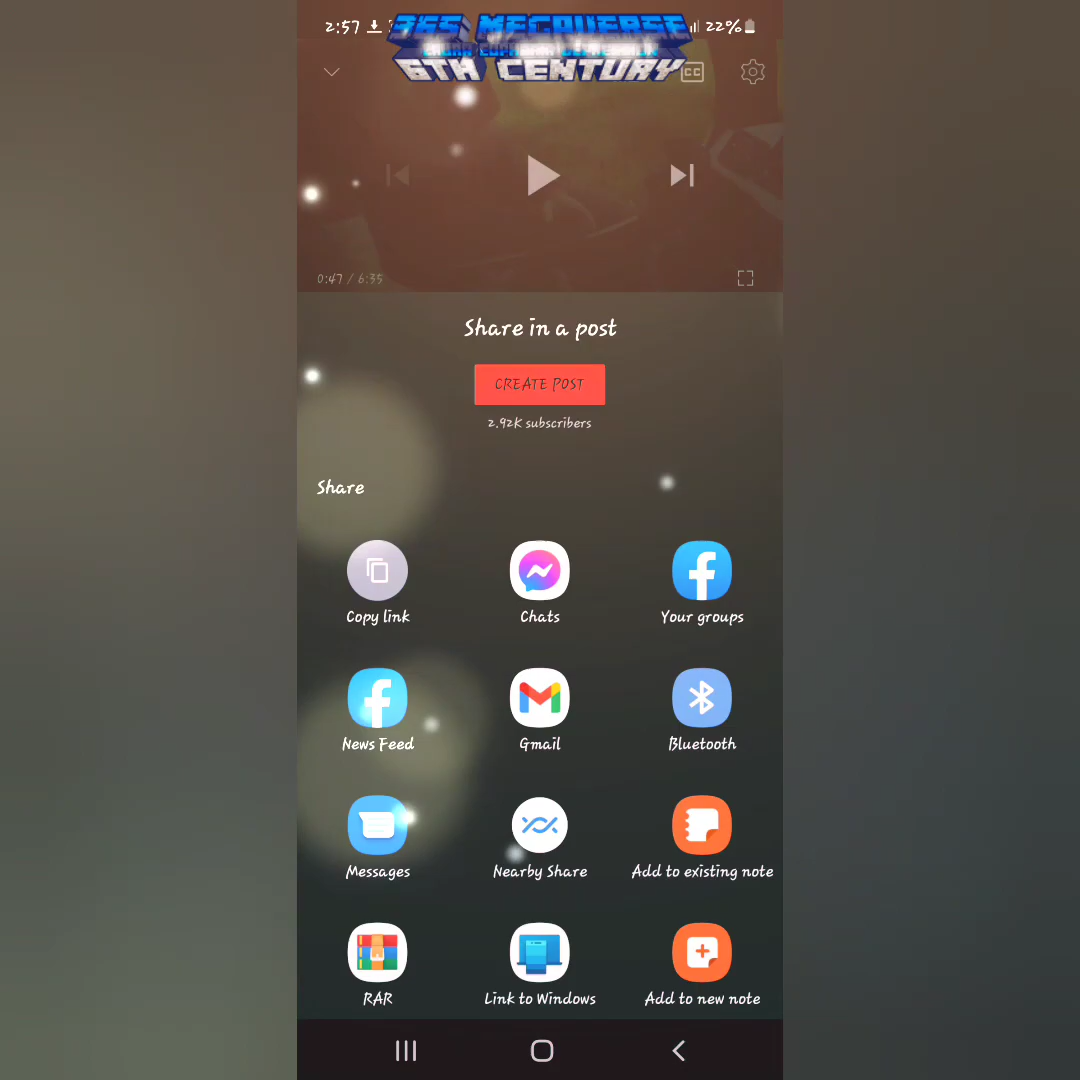 2:57
22%
365 MEGAVERSE
6TH CENTURY
CC
0:47 / 6:35
Share in a post
CREATE POST
2.92K subscribers
Share
Copy link
Chats
Your groups
News Feed
Gmail
Bluetooth
Messages
Nearby Share
Add to existing note
RAR
Link to Windows
Add to new note